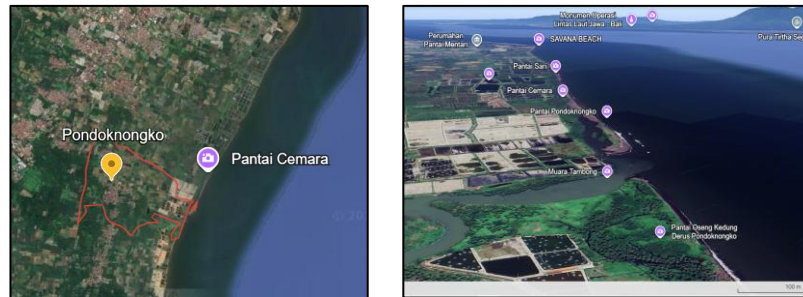 Pondoknongko
Pantai Cemara
Monumen Operasi
Lintas Laut Jawa - Bali
Perumahan
Pantai Mentari
SAVANA BEACH
Pantai Sari
Pantai Cemara
Pantai Pondoknongko
Muara Tambong
Pantai Oseng Kedung
Derus Pondoknongko
100 m